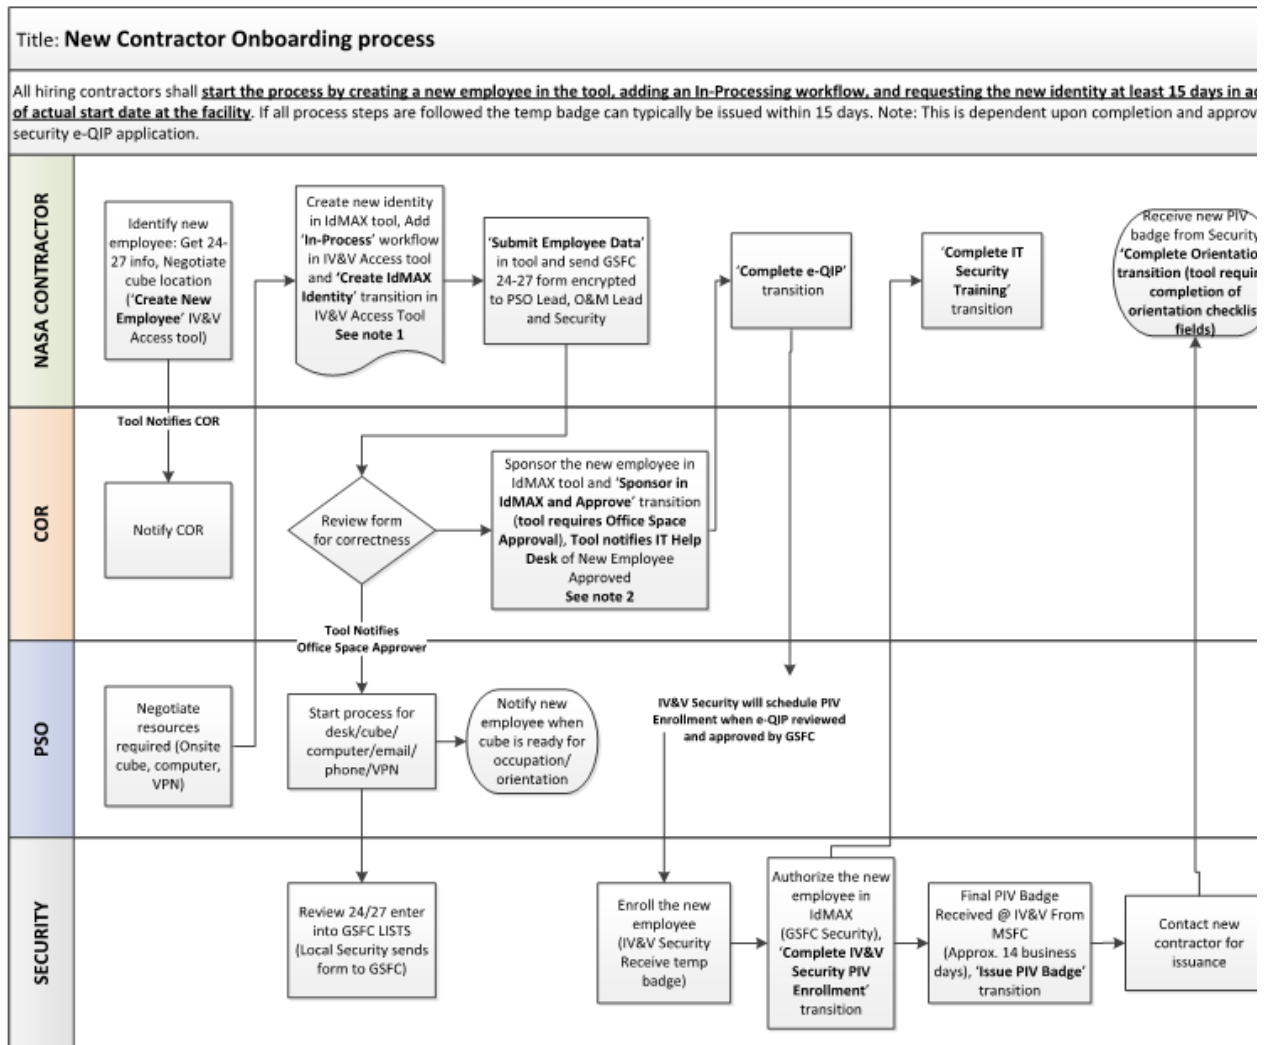 Title: New Contractor Onboarding process
All hiring contractors shall start the process by creating a new employee in the tool, adding an In-Processing workflow, and requesting the new identity at least 15 days in
of actual start date at the facility. If all process steps are followed the temp badge can typically be issued within 15 days. Note: This is dependent upon completion and
security e-QIP application.
NASA CONTRACTOR
Identify new
employee: Get 24-
27 info, Negotiate
cube location
('Create New
Employee' IV&V
Access tool)
Create new identity
in IdMAX tool, Add
'In-Process' workflow
in IV&V Access tool
and 'Create IdMAX
Identity' transition in
IV&V Access Tool
See note 1
'Submit Employee Data'
in tool and send GSFC
24-27 form encrypted
to PSO Lead, O&M Lead
and Security
'Complete e-QIP'
transition
'Complete IT
Security
Training'
transition
Receive new PIV
badge from Security
'Complete
transition (tool
completion of
orientation
fields)
COR
Tool Notifies COR
Notify COR
Review form
for correctness
Sponsor the new employee in
IdMAX tool and 'Sponsor in
IdMAX and Approve' transition
(tool requires Office Space
Approval), Tool notifies IT Help
Desk of New Employee
Approved
See note 2
Tool Notifies
Office Space Approver
PSO
Negotiate
resources
required (Onsite
cube, computer,
VPN)
Start process for
desk/cube/
computer/email/
phone/VPN
Notify new
employee when
cube is ready for
occupation/
orientation
IV&V Security will schedule PIV
Enrollment when e-QIP reviewed
and approved by GSFC
SECURITY
Review 24/27 enter
into GSFC LISTS
(Local Security sends
form to GSFC)
Enroll the new
employee
(IV&V Security
Receive temp
badge)
Authorize the new
employee in
IdMAX
(GSFC Security),
'Complete IV&V
Security PIV
Enrollment'
transition
Final PIV Badge
Received @ IV&V From
MSFC
(Approx. 14 business
days), 'Issue PIV Badge'
transition
Contact new
contractor for
issuance